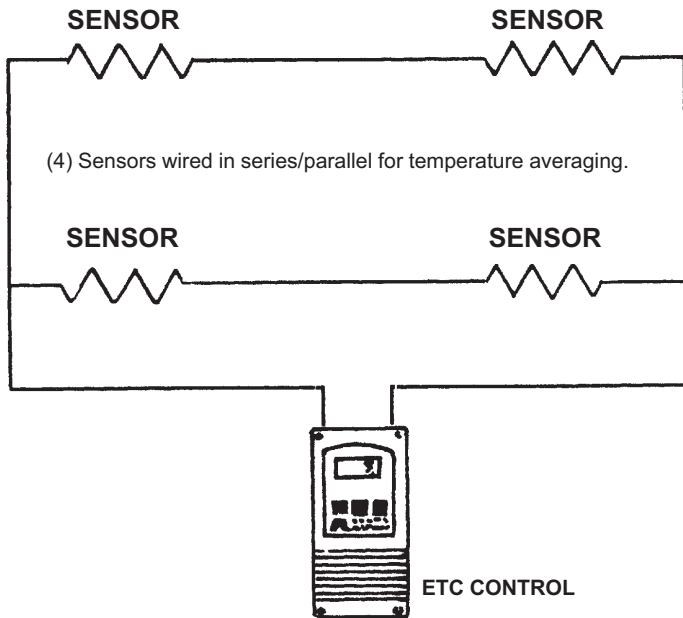 SENSOR SENSOR
(4) Sensors wired in series/parallel for temperature averaging.
SENSOR SENSOR
ETC CONTROL